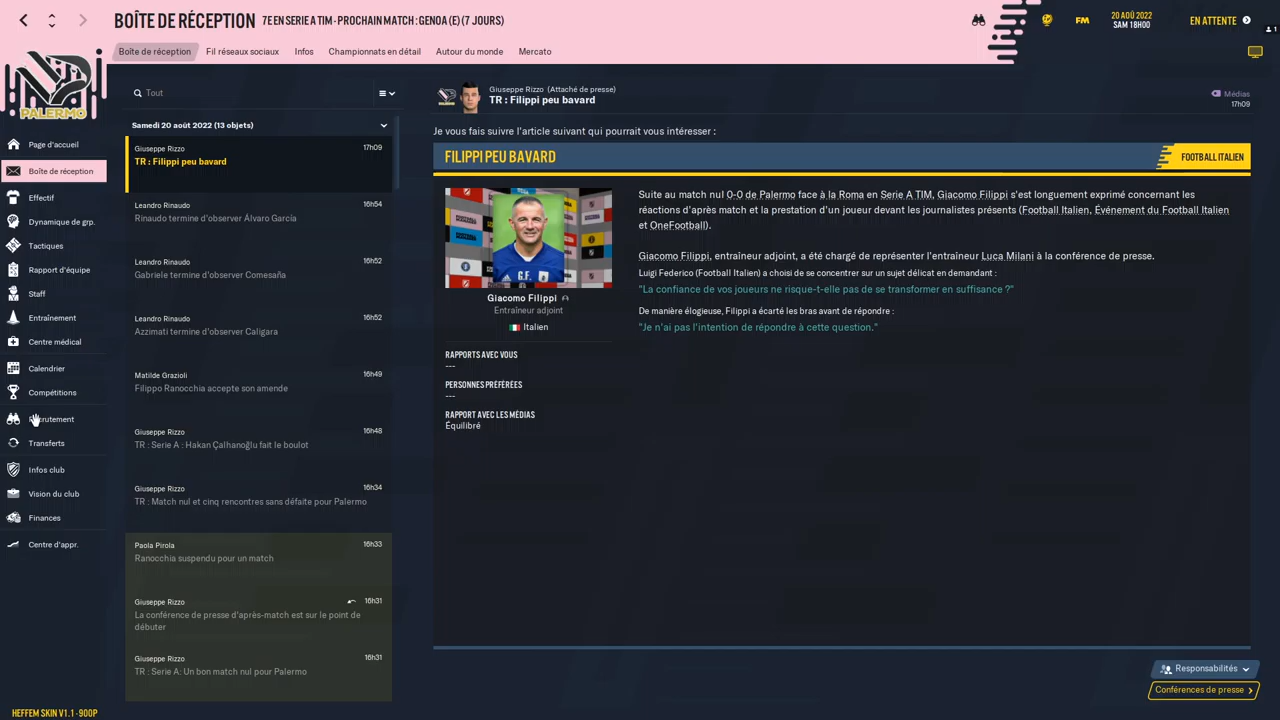 BOÎTE DE RÉCEPTION
7E EN SERIE A TIM - PROCHAIN MATCH : GENOA (E) (7 JOURS)
FM
20 AOÛ 2022
SAM 18H00
EN ATTENTE
1
Boîte de réception
Fil réseaux sociaux
Infos
Championnats en détail
Autour du monde
Mercato
PALERMO
Page d'accueil
Boîte de réception
Effectif
Dynamique de grp.
Tactiques
Rapport d'équipe
Staff
Entraînement
Centre médical
Calendrier
Compétitions
Recrutement
Transferts
Infos club
Vision du club
Finances
Centre d'appr.
HEFFEM SKIN V1.1 - 900P
Tout
Samedi 20 août 2022 (13 objets)
Giuseppe Rizzo 17h09
TR : Filippi peu bavard
Leandro Rinaudo 16h54
Rinaudo termine d'observer Álvaro García
Leandro Rinaudo 16h52
Gabriele termine d'observer Comesaña
Leandro Rinaudo 16h52
Azzimati termine d'observer Caligara
Matilde Grazioli 16h49
Filippo Ranocchia accepte son amende
Giuseppe Rizzo 16h48
TR : Serie A : Hakan Çalhanoğlu fait le boulot
Giuseppe Rizzo 16h34
TR : Match nul et cinq rencontres sans défaite pour Palermo
Paola Pirola 16h33
Ranocchia suspendu pour un match
Giuseppe Rizzo 16h31
La conférence de presse d'après-match est sur le point de
débuter
Giuseppe Rizzo 16h31
TR : Serie A: Un bon match nul pour Palermo
Giuseppe Rizzo (Attaché de presse)
TR : Filippi peu bavard
Médias
17h09
Je vous fais suivre l'article suivant qui pourrait vous intéresser :
FILIPPI PEU BAVARD
FOOTBALL ITALIEN
G.F.
Giacomo Filippi
Entraîneur adjoint
Italien
RAPPORTS AVEC VOUS
---
PERSONNES PRÉFÉRÉES
---
RAPPORT AVEC LES MÉDIAS
Équilibré
Suite au match nul 0-0 de Palermo face à la Roma en Serie A TIM, Giacomo Filippi s'est longuement exprimé concernant les
réactions d'après match et la prestation d'un joueur devant les journalistes présents (Football Italien, Événement du Football Italien
et OneFootball).
Giacomo Filippi, entraîneur adjoint, a été chargé de représenter l'entraîneur Luca Milani à la conférence de presse.
Luigi Federico (Football Italien) a choisi de se concentrer sur un sujet délicat en demandant :
"La confiance de vos joueurs ne risque-t-elle pas de se transformer en suffisance ?"
De manière élogieuse, Filippi a écarté les bras avant de répondre :
"Je n'ai pas l'intention de répondre à cette question."
Responsabilités
Conférences de presse